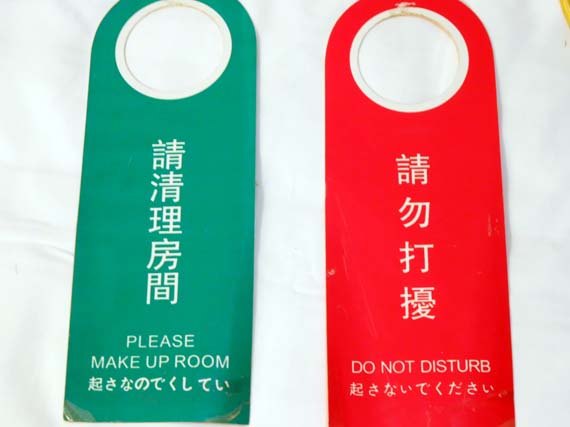 請清理房間
PLEASE
MAKE UP ROOM
起さなのでくしてい
請勿打擾
DO NOT DISTURB
起さないでください